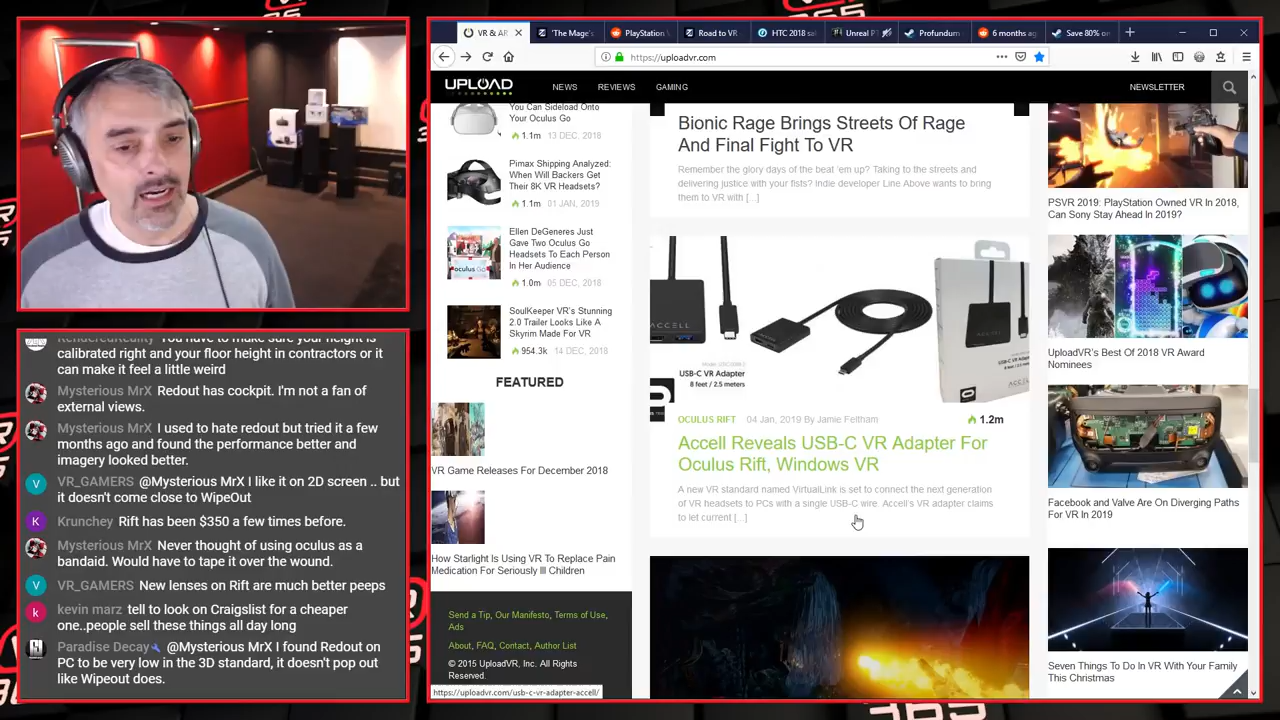 VR & AR
'The Mage's
PlayStation V
Road to VR
HTC 2018 sal
Unreal P
Profundum
6 months ag
Save 80% on
https://uploadvr.com
UPLOAD
NEWS
REVIEWS
GAMING
NEWSLETTER
You Can Sideload Onto
Your Oculus Go
1.1m 13 DEC. 2018
Pimax Shipping Analyzed:
When Will Backers Get
Their 8K VR Headsets?
1.1m 01 JAN, 2019
Ellen DeGeneres Just
Gave Two Oculus Go
Headsets To Each Person
In Her Audience
1.0m 05 DEC, 2018
SoulKeeper VR's Stunning
2.0 Trailer Looks Like A
Skyrim Made For VR
954.3k 14 DEC, 2018
FEATURED
VR Game Releases For December 2018
How Starlight Is Using VR To Replace Pain
Medication For Seriously Ill Children
Send a Tip, Our Manifesto, Terms of Use,
Ads
About, FAQ, Contact, Author List
© 2015 UploadVR, Inc. All Rights
Reserved.
https://uploadvr.com/usb-c-vr-adapter-accell/
Bionic Rage Brings Streets Of Rage
And Final Fight To VR
Remember the glory days of the beat 'em up? Taking to the streets and
delivering justice with your fists? Indie developer Line Above wants to bring
them to VR with [...]
ACCELL
USB-C VR Adapter
8 feet / 2.5 meters
ACCELL
OCULUS RIFT 04 Jan, 2019 By Jamie Feltham 1.2m
Accell Reveals USB-C VR Adapter For
Oculus Rift, Windows VR
A new VR standard named VirtualLink is set to connect the next generation
of VR headsets to PCs with a single USB-C wire. Accell's VR adapter claims
to let current [...]
PSVR 2019: PlayStation Owned VR In 2018,
Can Sony Stay Ahead In 2019?
UploadVR's Best Of 2018 VR Award
Nominees
Facebook and Valve Are On Diverging Paths
For VR In 2019
Seven Things To Do In VR With Your Family
This Christmas
RenderedReality You have to make sure your height is
calibrated right and your floor height in contractors or it
can make it feel a little weird
Mysterious MrX Redout has cockpit. I'm not a fan of
external views.
Mysterious MrX I used to hate redout but tried it a few
months ago and found the performance better and
imagery looked better.
V VR_GAMERS @Mysterious MrX I like it on 2D screen .. but
it doesn't come close to WipeOut
K Krunchey Rift has been $350 a few times before.
Mysterious MrX Never thought of using oculus as a
bandaid. Would have to tape it over the wound.
V VR_GAMERS New lenses on Rift are much better peeps
k kevin marz tell to look on Craigslist for a cheaper
one..people sell these things all day long
Paradise Decay @Mysterious MrX I found Redout on
PC to be very low in the 3D standard, it doesn't pop out
like Wipeout does.